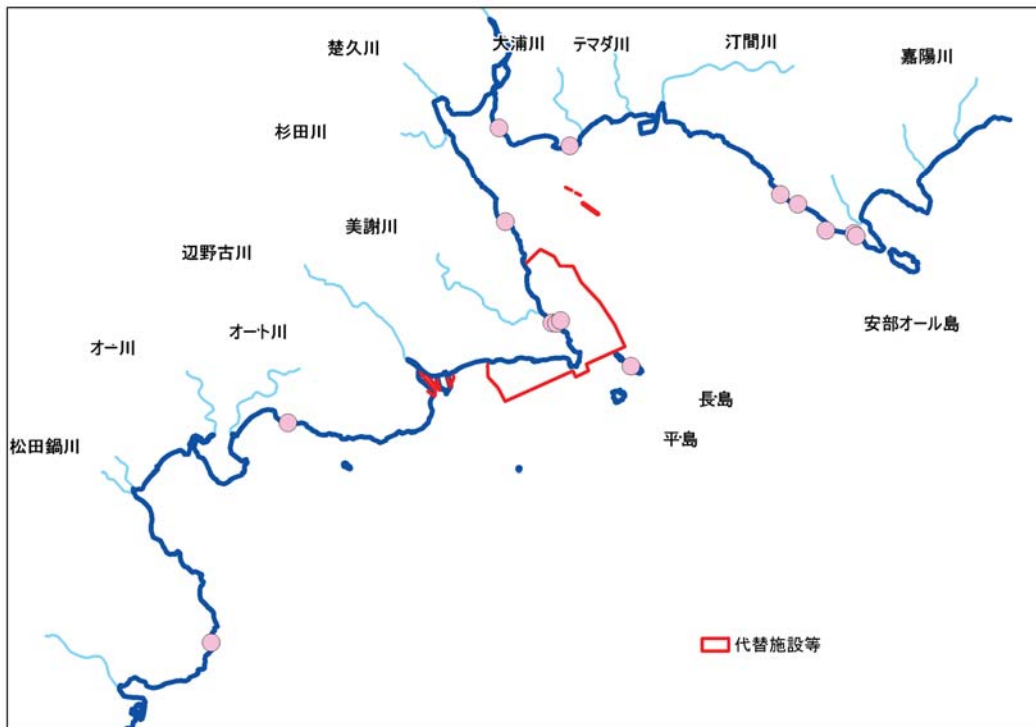 楚久川
大浦川
テマダ川
汀間川
嘉陽川
杉田川
美謝川
辺野古川
オー川
オート川
安部オール島
長島
平島
松田鍋川
代替施設等